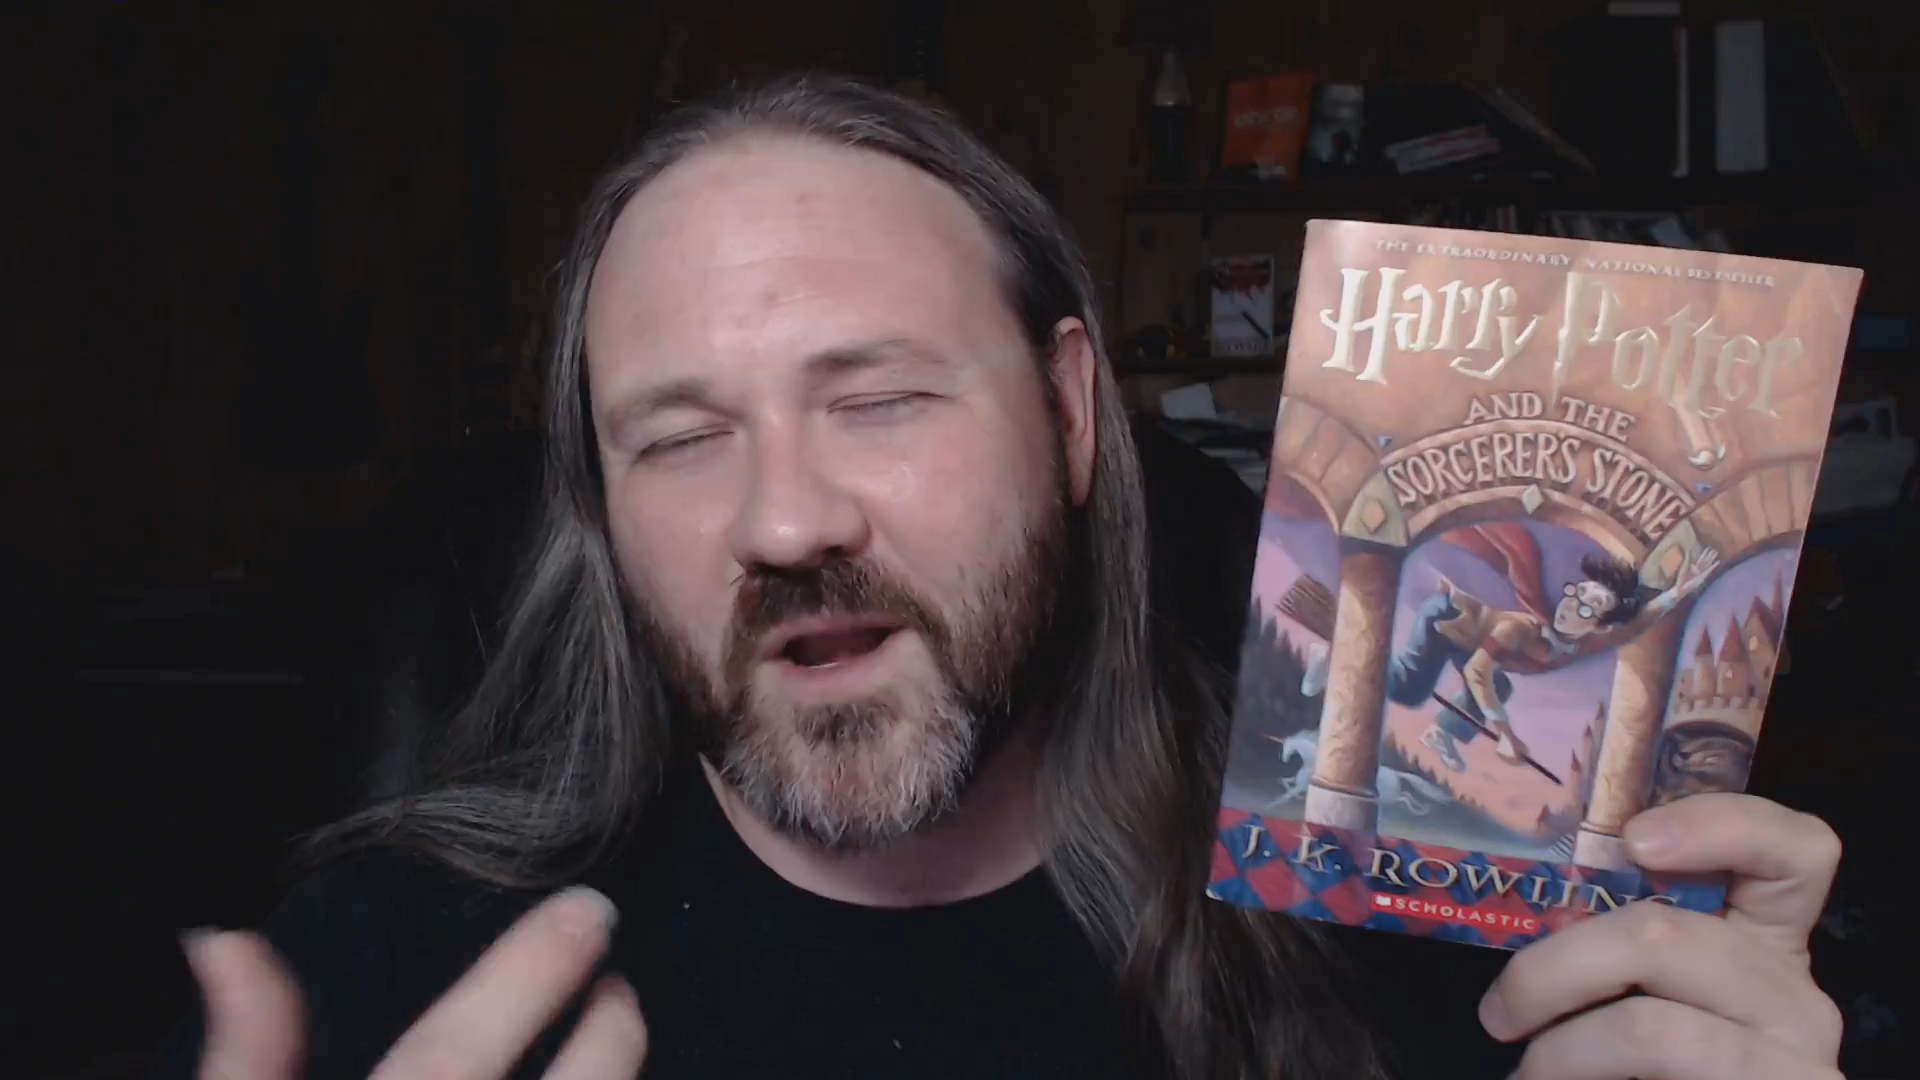 THE EXTRAORDINARY NATIONAL BESTSELLER
Harry Potter
AND THE
SORCERER'S STONE
J. K. ROWLING
SCHOLASTIC